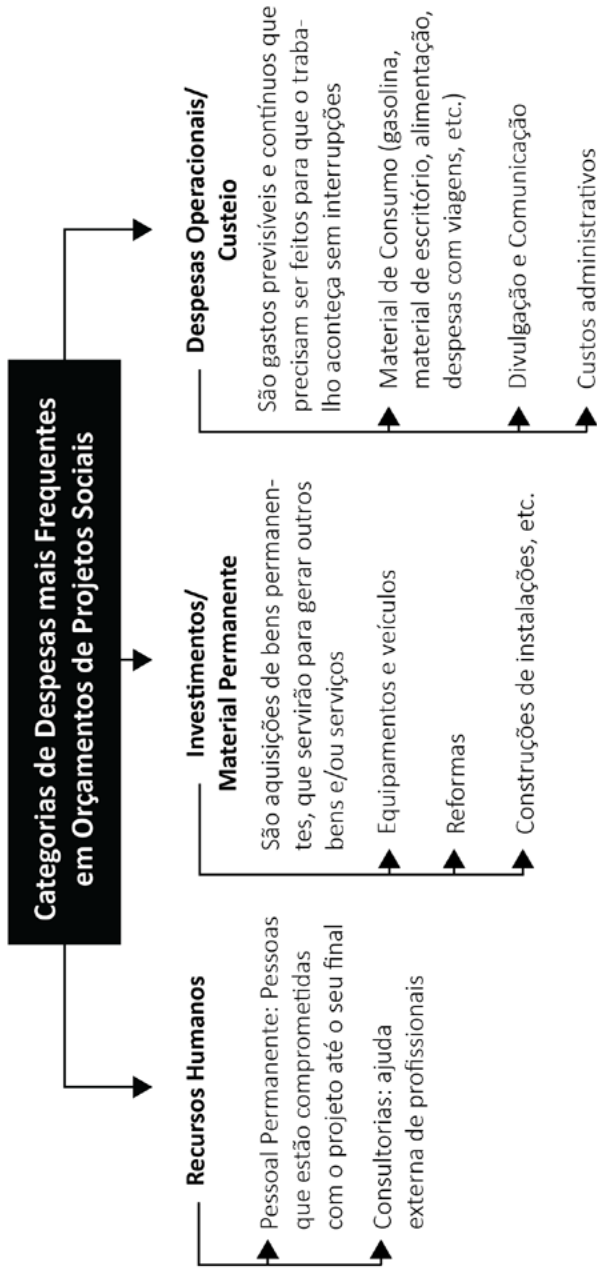 Categorias de Despesas mais Frequentes
em Orçamentos de Projetos Sociais
Recursos Humanos
Pessoal Permanente: Pessoas
que estão comprometidas
com o projeto até o seu final
Consultorias: ajuda
externa de profissionais
Investimentos/
Material Permanente
São aquisições de bens permanen-
tes, que servirão para gerar outros
bens e/ou serviços
Equipamentos e veículos
Reformas
Construções de instalações, etc.
Despesas Operacionais/
Custeio
São gastos previsíveis e contínuos que
precisam ser feitos para que o traba-
lho aconteça sem interrupções
Material de Consumo (gasolina,
material de escritório, alimentação,
despesas com viagens, etc.)
Divulgação e Comunicação
Custos administrativos